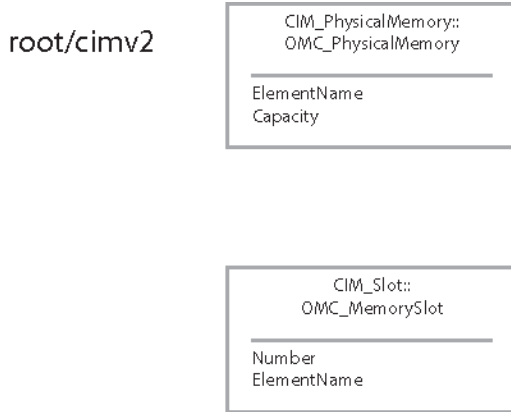 root/cimv2
CIM_PhysicalMemory::
OMC_PhysicalMemory
ElementName
Capacity
CIM_Slot::
OMC_MemorySlot
Number
ElementName